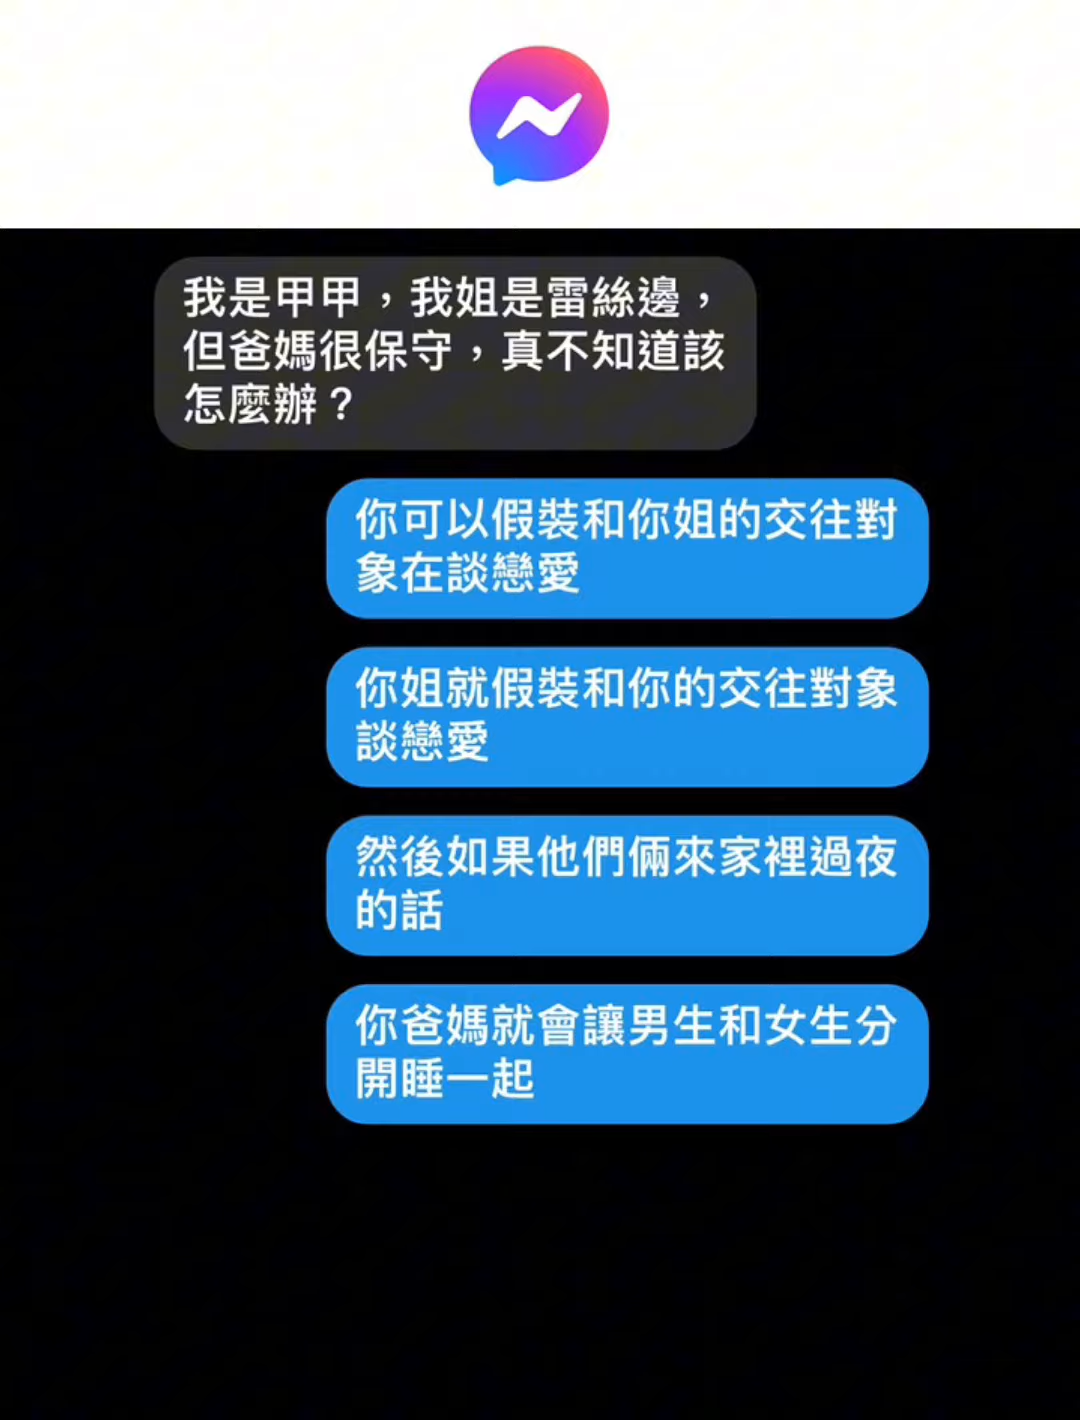 我是甲甲，我姐是雷絲邊，
但爸媽很保守，真不知道該
怎麼辦？
你可以假裝和你姐的交往對
象在談戀愛
你姐就假裝和你的交往對象
談戀愛
然後如果他們倆來家裡過夜
的話
你爸媽就會讓男生和女生分
開睡一起